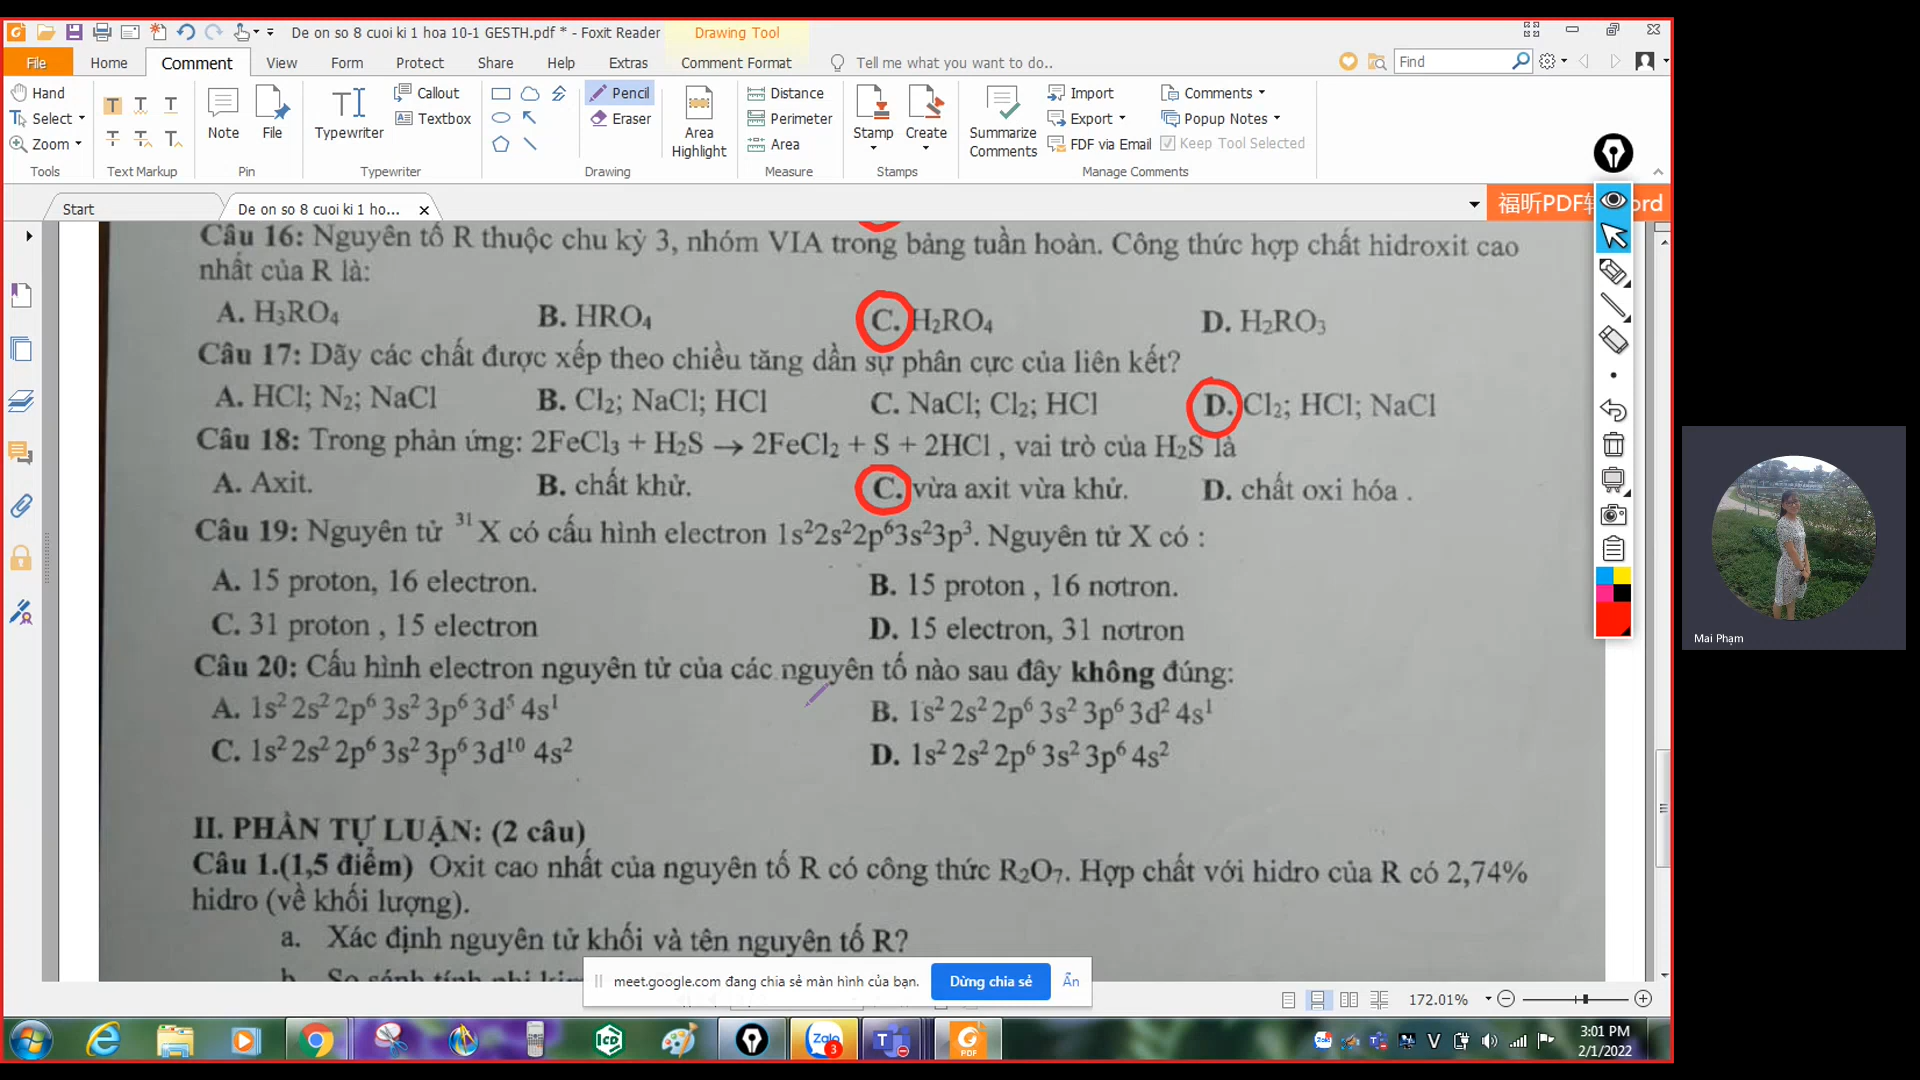 De on so 8 cuoi ki 1 hoa 10-1 GESTH.pdf * - Foxit Reader
Drawing Tool
File
Home
Comment
View
Form
Protect
Share
Help
Extras
Comment Format
Tell me what you want to do..
Find
Hand
Select
Zoom
Tools
Text Markup
Note
File
Pin
Typewriter
Callout
Textbox
Typewriter
Pencil
Eraser
Drawing
Area Highlight
Distance
Perimeter
Area
Measure
Stamp
Create
Stamps
Summarize Comments
Import
Export
FDF via Email
Comments
Popup Notes
Keep Tool Selected
Manage Comments
Start
De on so 8 cuoi ki 1 ho...
福昕PDF
ord
Câu 16: Nguyên tố R thuộc chu kỳ 3, nhóm VIA trong bảng tuần hoàn. Công thức hợp chất hidroxit cao
nhất của R là:
A. H₃RO₄ B. HRO₄ C. H₂RO₄ D. H₂RO₃
Câu 17: Dãy các chất được xếp theo chiều tăng dần sự phân cực của liên kết?
A. HCl; N₂; NaCl B. Cl₂; NaCl; HCl C. NaCl; Cl₂; HCl D. Cl₂; HCl; NaCl
Câu 18: Trong phản ứng: 2FeCl₃ + H₂S → 2FeCl₂ + S + 2HCl , vai trò của H₂S là
A. Axit. B. chất khử. C. vừa axit vừa khử. D. chất oxi hóa .
Câu 19: Nguyên tử ³¹X có cấu hình electron 1s²2s²2p⁶3s²3p³. Nguyên tử X có :
A. 15 proton, 16 electron. B. 15 proton , 16 nơtron.
C. 31 proton , 15 electron D. 15 electron, 31 nơtron
Câu 20: Cấu hình electron nguyên tử của các nguyên tố nào sau đây không đúng:
A. 1s² 2s² 2p⁶ 3s² 3p⁶ 3d⁵ 4s¹ B. 1s² 2s² 2p⁶ 3s² 3p⁶ 3d² 4s¹
C. 1s² 2s² 2p⁶ 3s² 3p⁶ 3d¹⁰ 4s² D. 1s² 2s² 2p⁶ 3s² 3p⁶ 4s²
II. PHẦN TỰ LUẬN: (2 câu)
Câu 1.(1,5 điểm) Oxit cao nhất của nguyên tố R có công thức R₂O₇. Hợp chất với hidro của R có 2,74%
hidro (về khối lượng).
a. Xác định nguyên tử khối và tên nguyên tố R?
meet.google.com đang chia sẻ màn hình của bạn.
Dừng chia sẻ
Ẩn
172.01%
Mai Phạm
Zalo
3
ICD
PDF
V
3:01 PM
2/1/2022